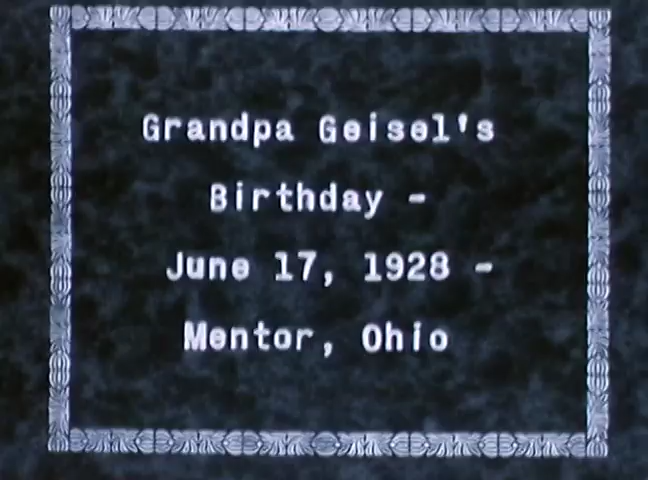 Grandpa Geisel's
Birthday -
June 17, 1928 -
Mentor, Ohio